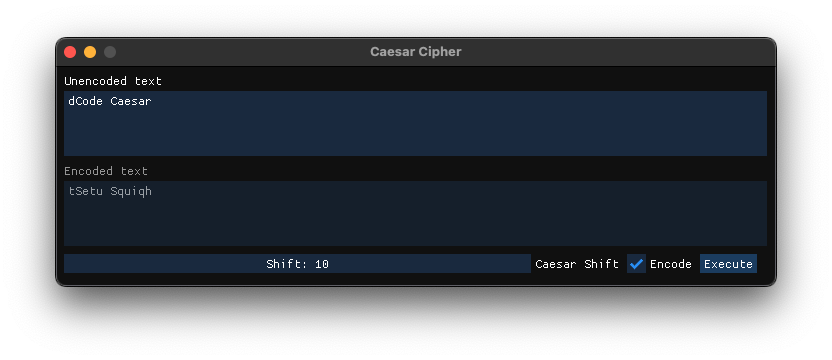 Caesar Cipher
Unencoded text
dCode Caesar
Encoded text
tSetu Squiqh
Shift: 10 Caesar Shift Encode Execute